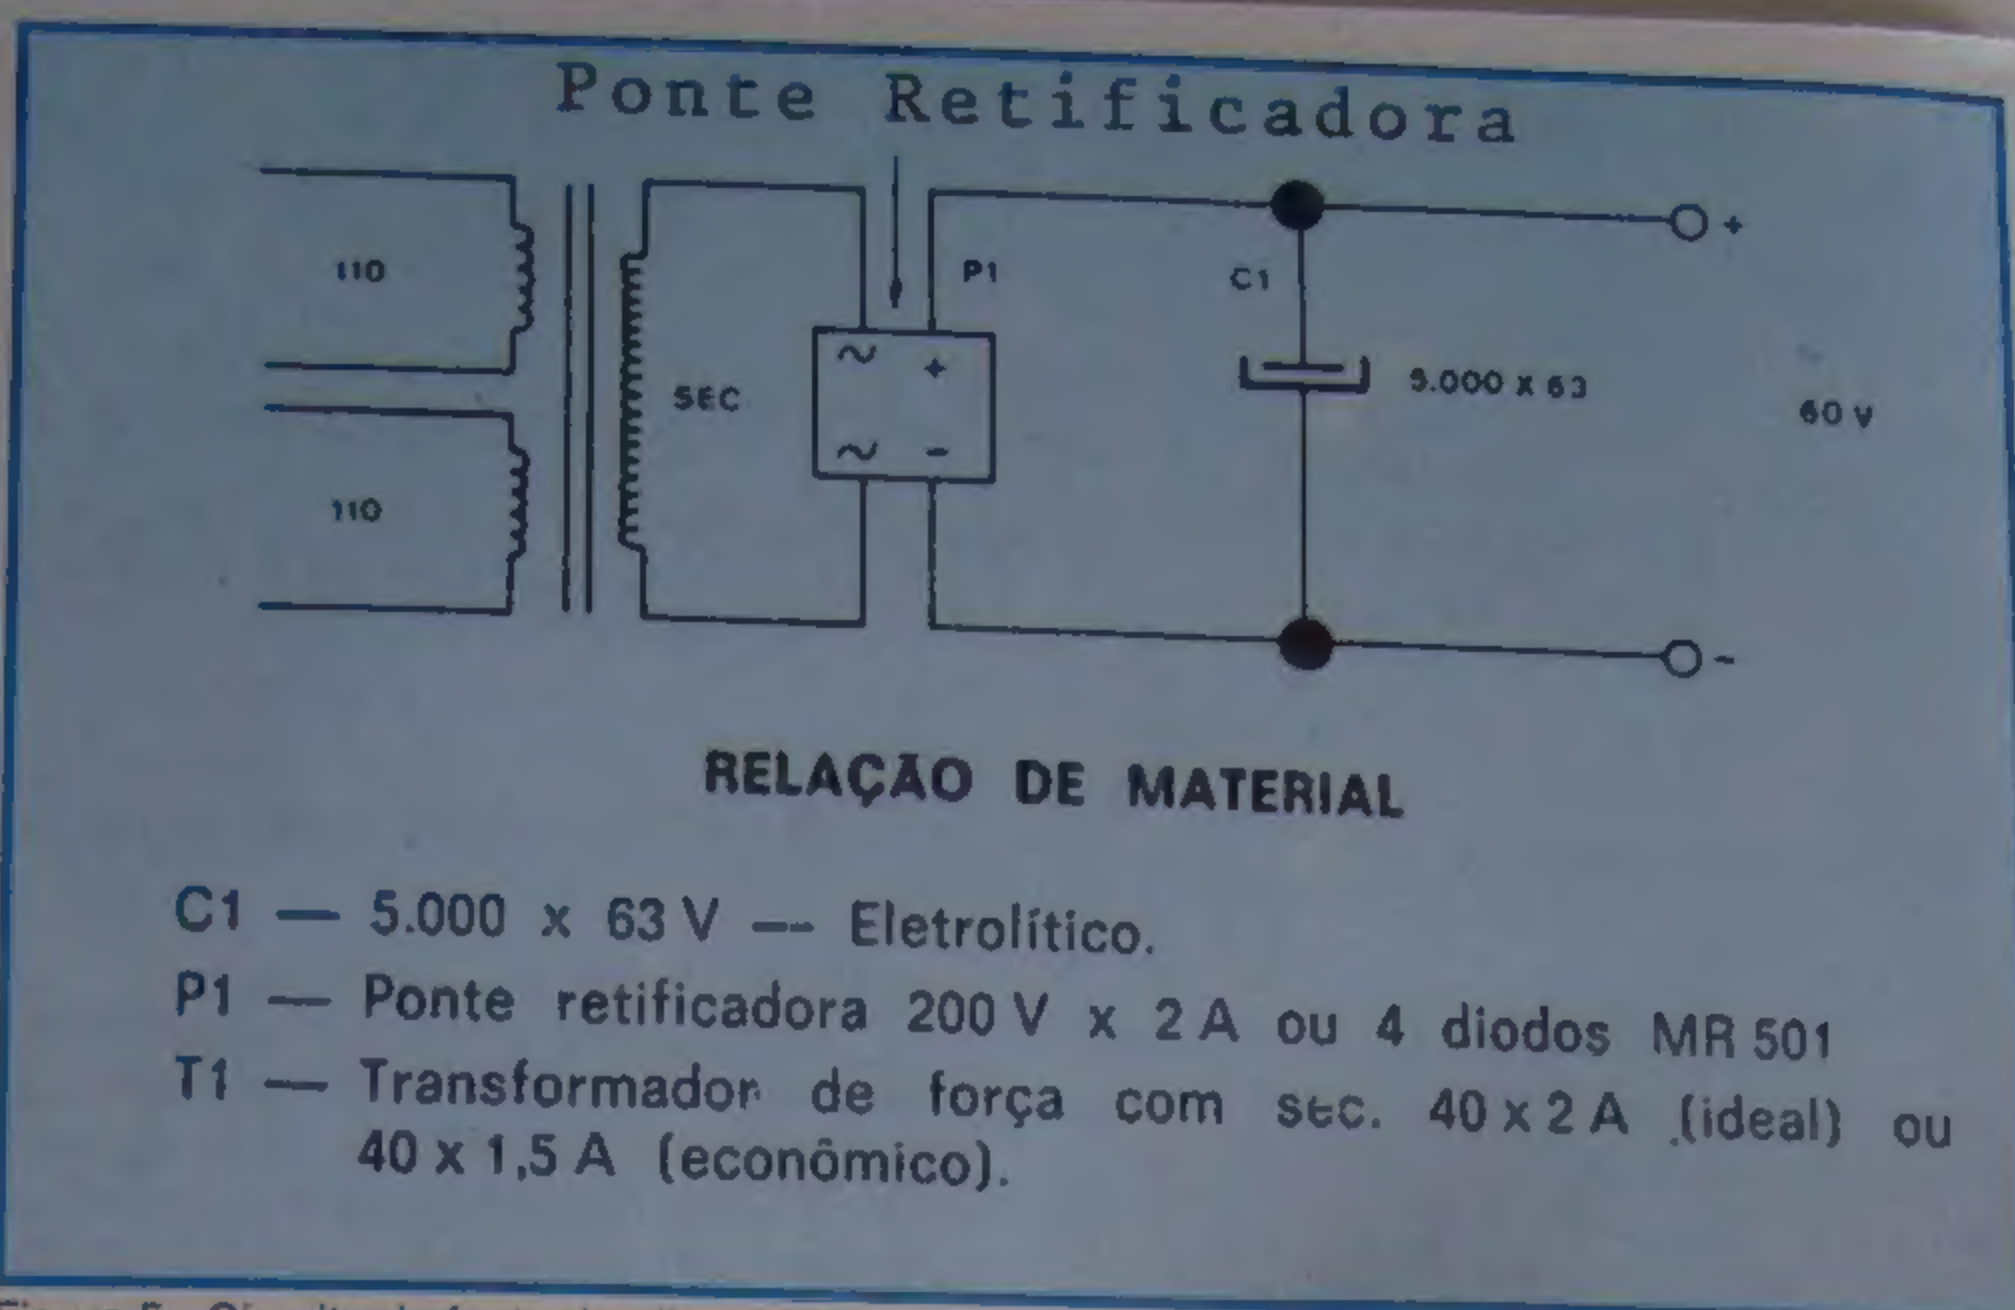 Ponte Retificadora
110
P1
C1
+
SEC
~ +
~ -
5.000 x 63
60 V
110
-
RELAÇÃO DE MATERIAL
C1 — 5.000 x 63 V — Eletrolítico.
P1 — Ponte retificadora 200 V x 2 A ou 4 diodos MR 501
T1 — Transformador de força com sec. 40 x 2 A (ideal) ou
40 x 1,5 A (econômico).